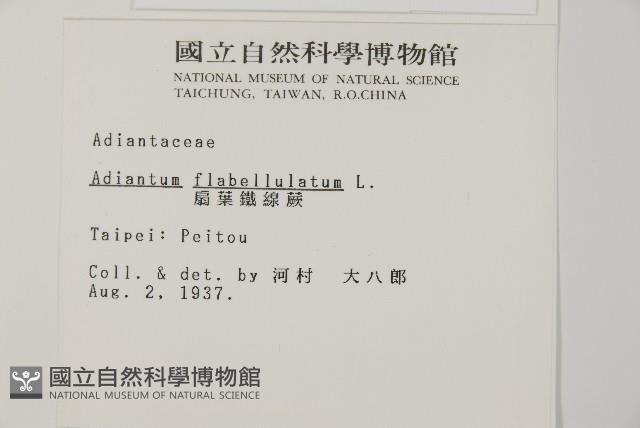 國立自然科學博物館
NATIONAL MUSEUM OF NATURAL SCIENCE
TAICHUNG, TAIWAN, R.O.CHINA
Adiantaceae
Adiantum flabellulatum L.
扇葉鐵線蕨
Taipei: Peitou
Coll. & det. by 河村 大八郎
Aug. 2, 1937.
國立自然科學博物館
NATIONAL MUSEUM OF NATURAL SCIENCE